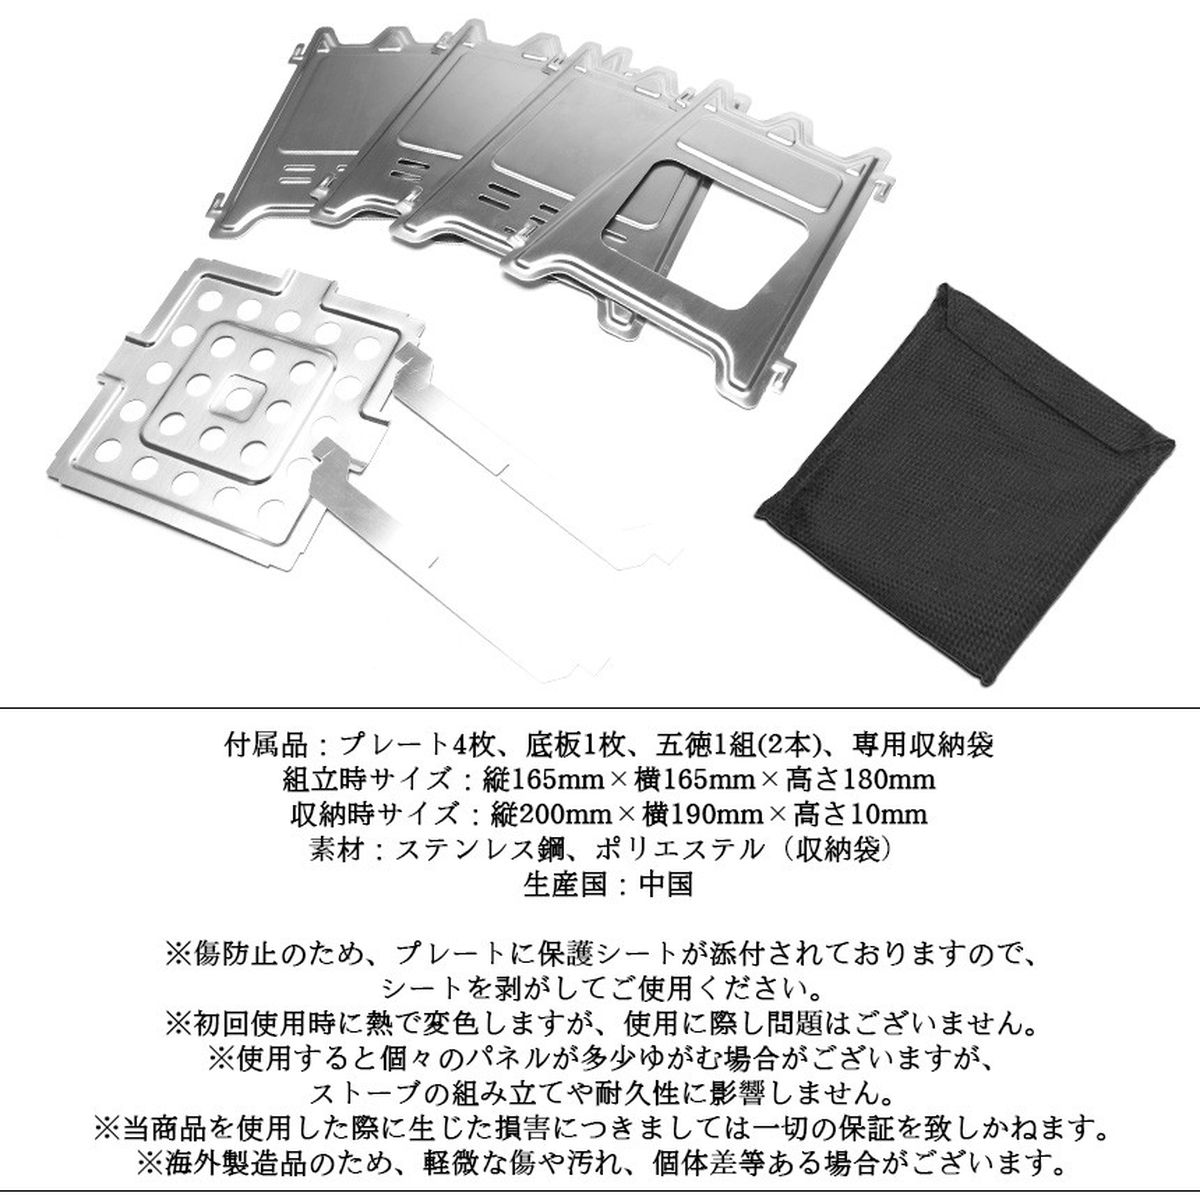 付属品：プレート4枚、底板1枚、五徳1組(2本)、専用収納袋
組立時サイズ：縦165mm×横165mm×高さ180mm
収納時サイズ：縦200mm×横190mm×高さ10mm
素材：ステンレス鋼、ポリエステル（収納袋）
生産国：中国
※傷防止のため、プレートに保護シートが添付されておりますので、
シートを剥がしてご使用ください。
※初回使用時に熱で変色しますが、使用に際し問題はございません。
※使用すると個々のパネルが多少ゆがむ場合がございますが、
ストーブの組み立てや耐久性に影響しません。
※当商品を使用した際に生じた損害につきましては一切の保証を致しかねます。
※海外製造品のため、軽微な傷や汚れ、個体差等ある場合がございます。